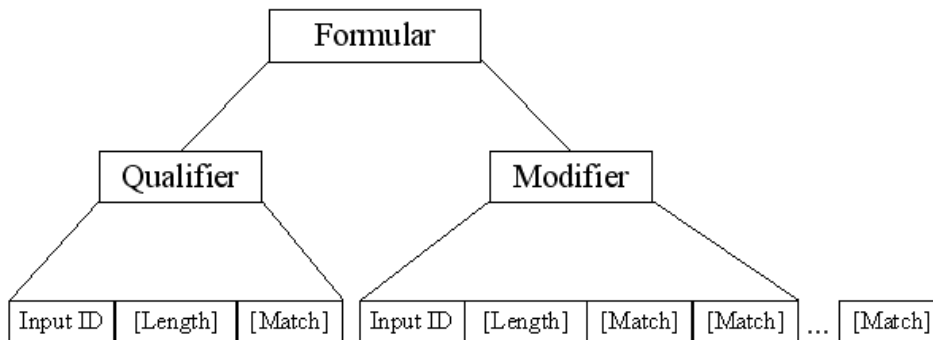 Formular
Qualifier Modifier
Input ID [Length] [Match] Input ID [Length] [Match] [Match] ... [Match]